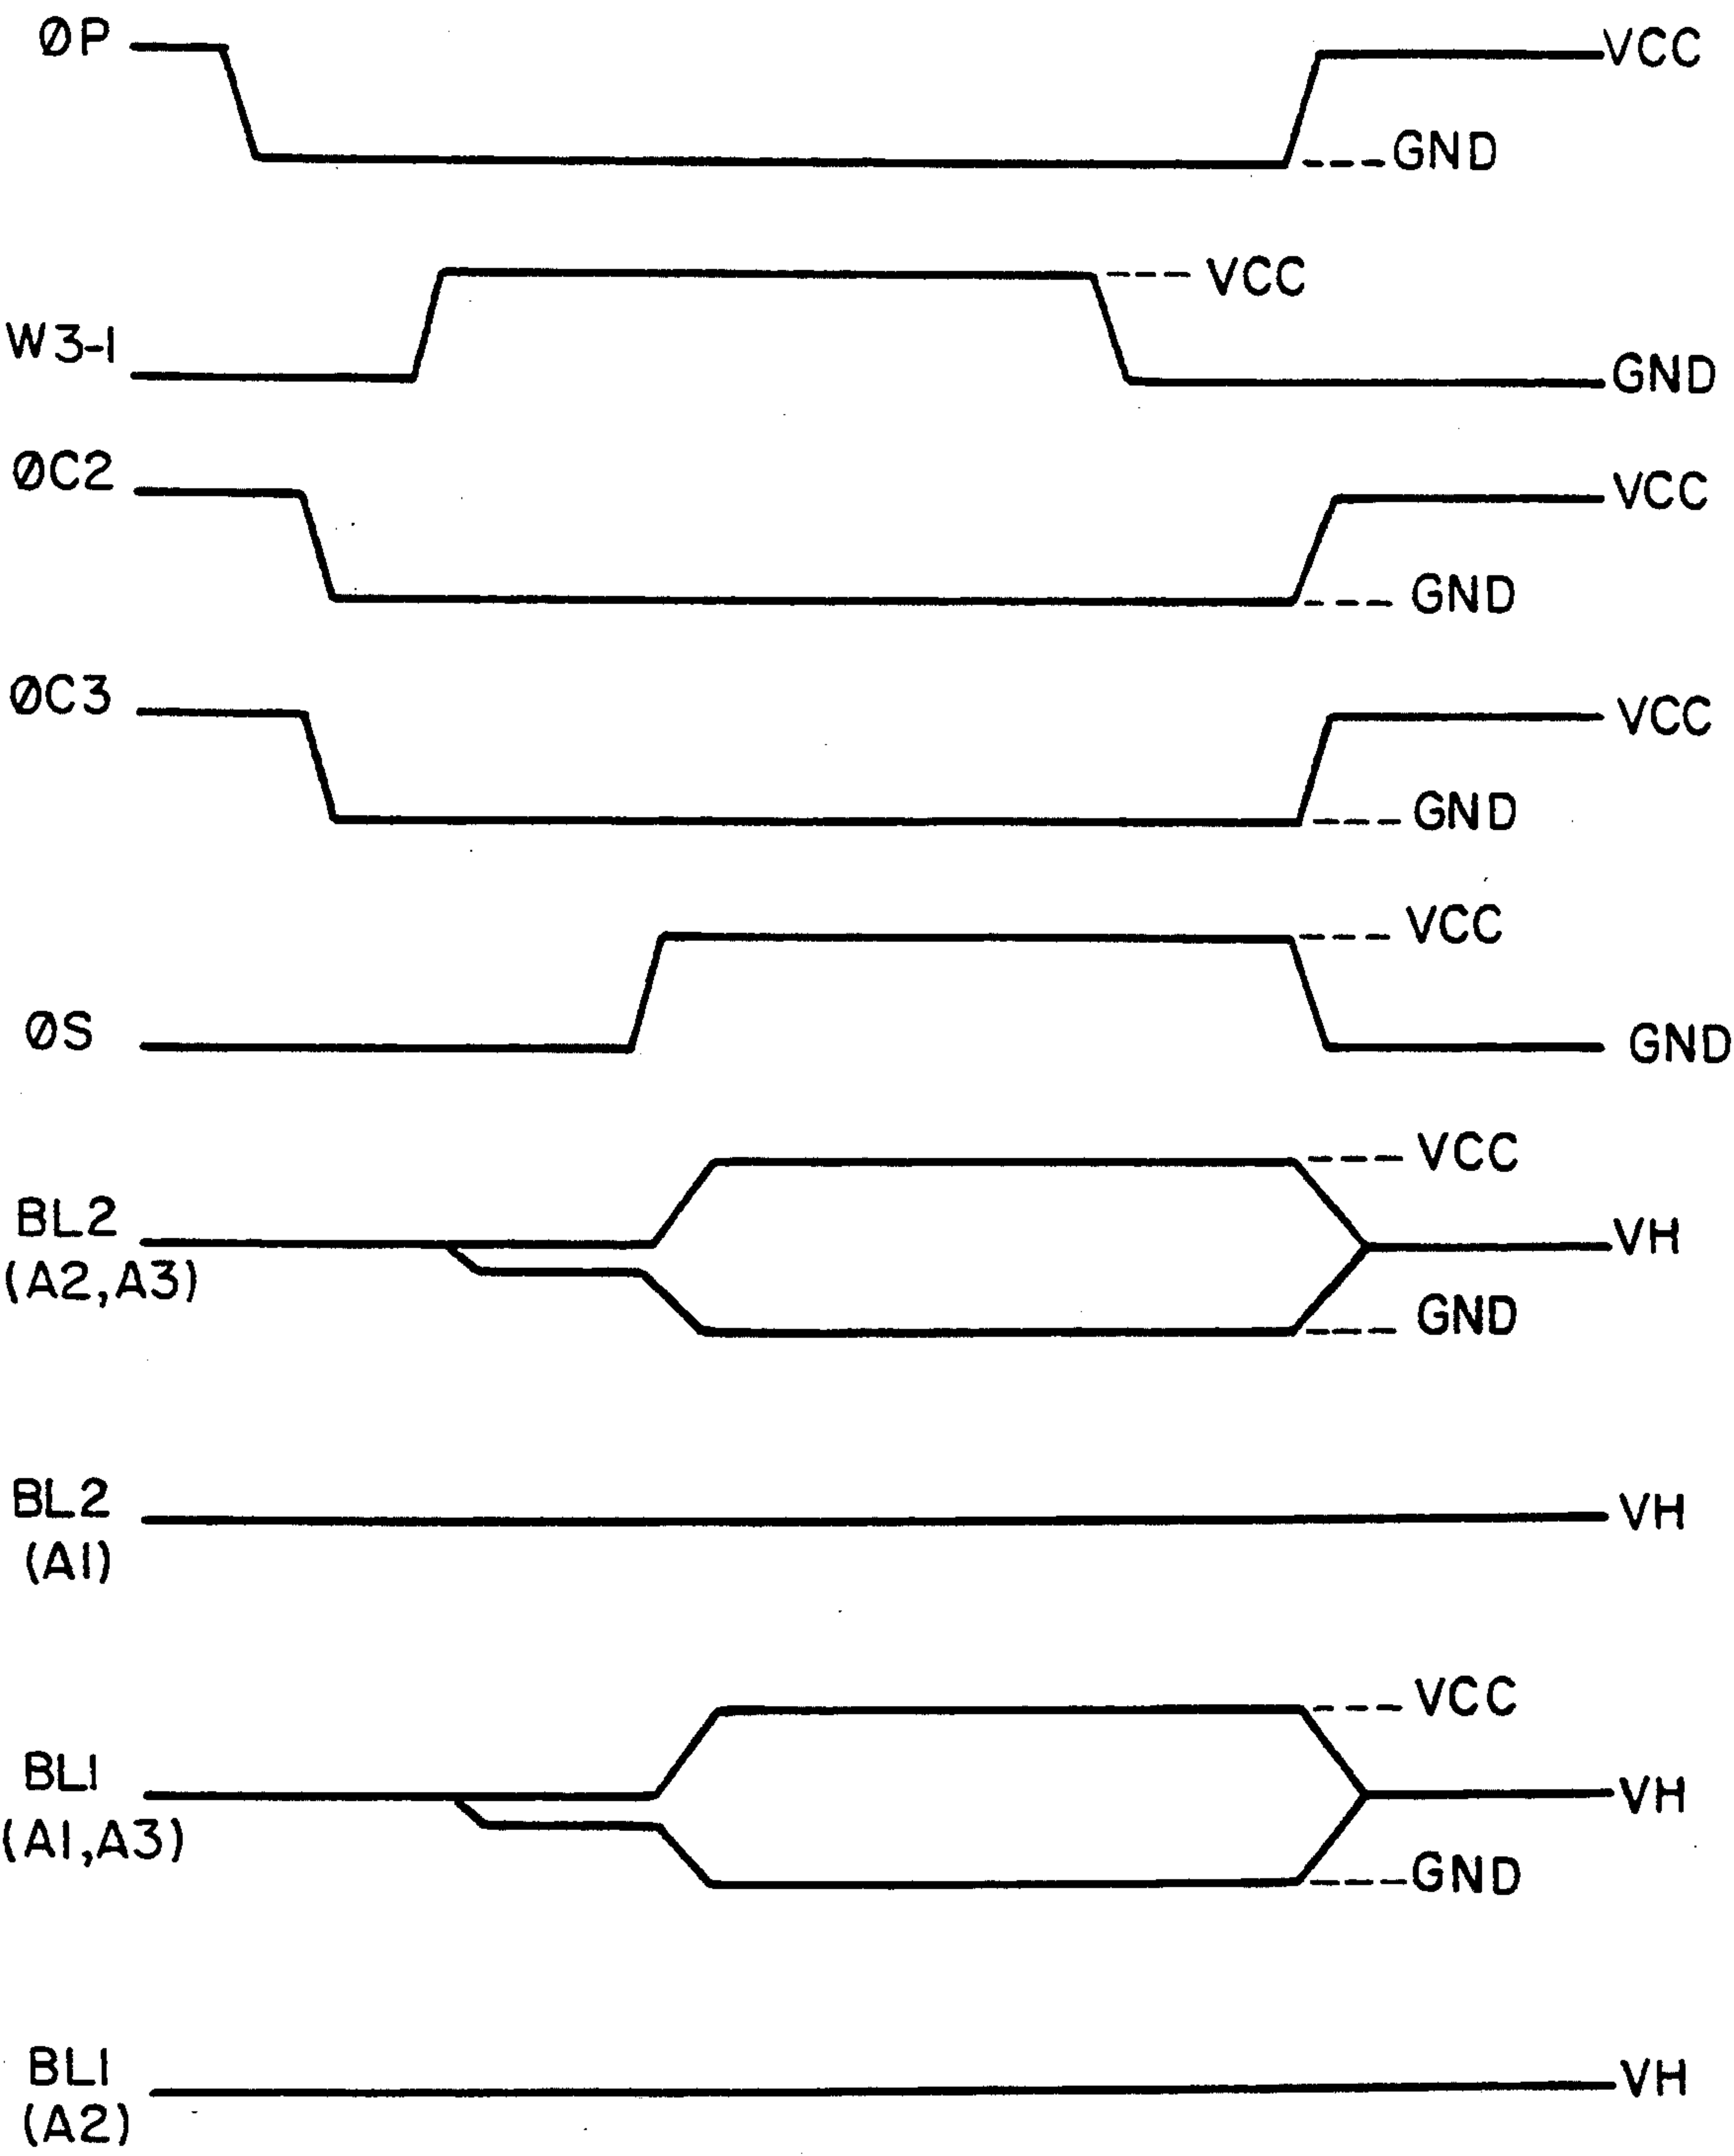 ØP VCC
GND
VCC
W3-1 GND
ØC2 VCC
GND
ØC3 VCC
GND
VCC
ØS GND
VCC
BL2 VH
(A2,A3)
GND
BL2 VH
(A1)
VCC
BL1 VH
(A1,A3)
GND
BL1 VH
(A2)